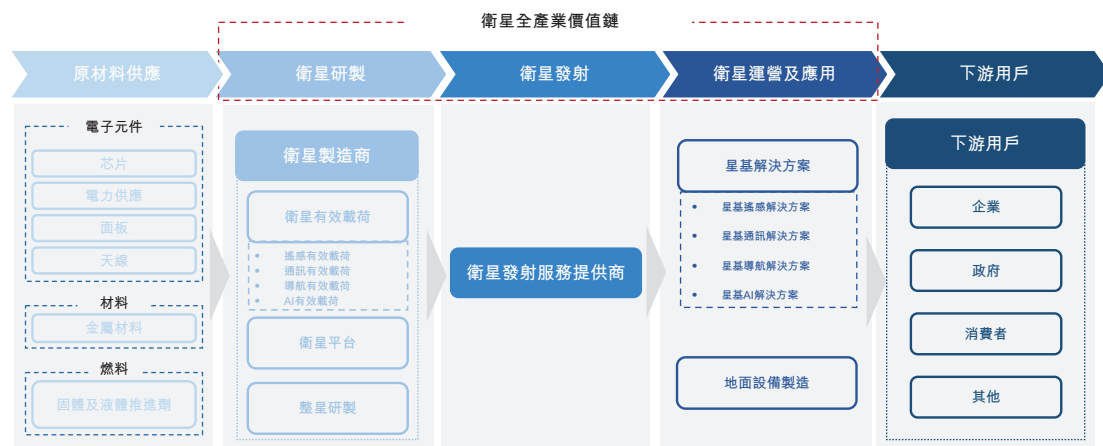 衛星全產業價值鏈
原材料供應
衛星研製
衛星發射
衛星運營及應用
下游用戶
電子元件
芯片
電力供應
面板
天線
材料
金屬材料
燃料
固體及液體推進劑
衛星製造商
衛星有效載荷
• 遙感有效載荷
• 通訊有效載荷
• 導航有效載荷
• AI有效載荷
衛星平台
整星研製
衛星發射服務提供商
星基解決方案
• 星基遙感解決方案
• 星基通訊解決方案
• 星基導航解決方案
• 星基AI解決方案
地面設備製造
下游用戶
企業
政府
消費者
其他